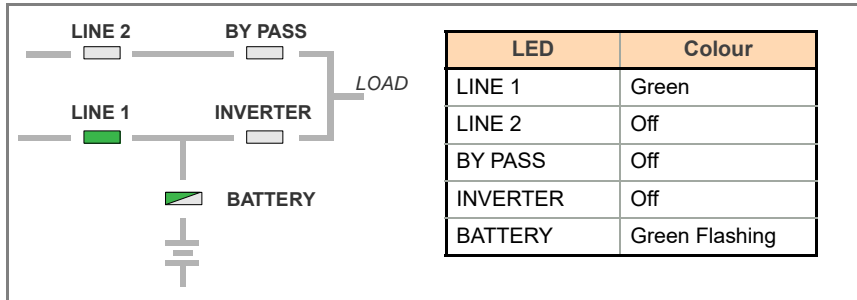 LINE 2 BY PASS
LOAD
LINE 1 INVERTER
BATTERY
LED Colour
LINE 1 Green
LINE 2 Off
BY PASS Off
INVERTER Off
BATTERY Green Flashing